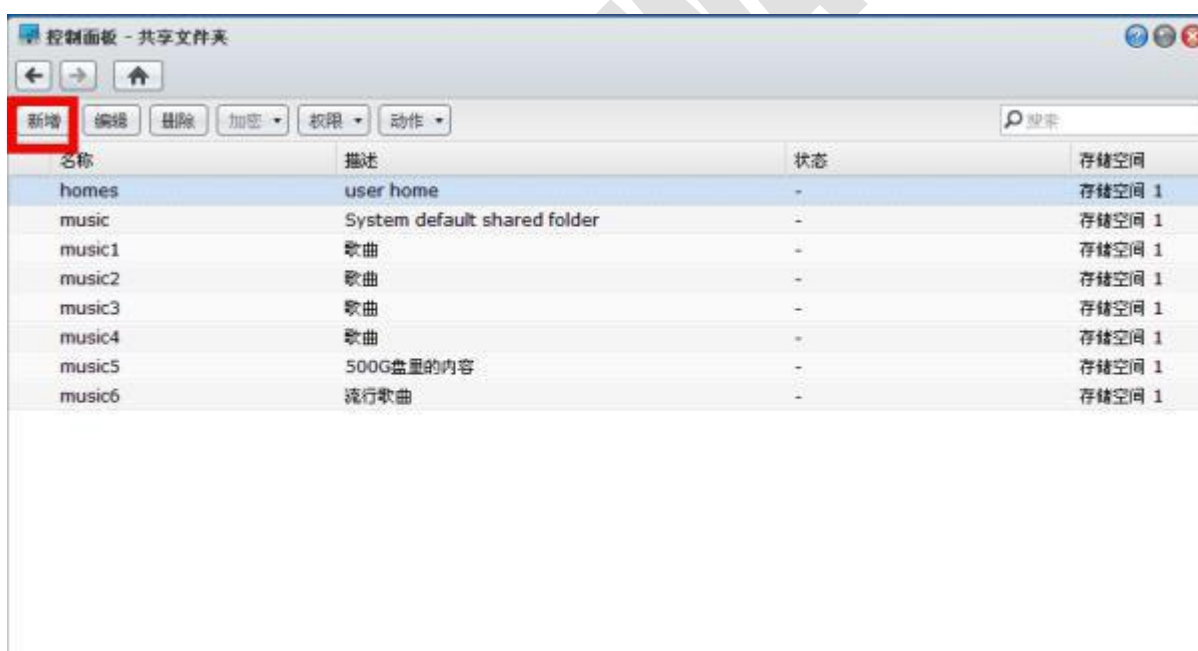 控制面板 - 共享文件夹
新增 编辑 删除 加密 权限 动作 搜索
名称 描述 状态 存储空间
homes user home - 存储空间 1
music System default shared folder - 存储空间 1
music1 歌曲 - 存储空间 1
music2 歌曲 - 存储空间 1
music3 歌曲 - 存储空间 1
music4 歌曲 - 存储空间 1
music5 500G盘里的内容 - 存储空间 1
music6 流行歌曲 - 存储空间 1